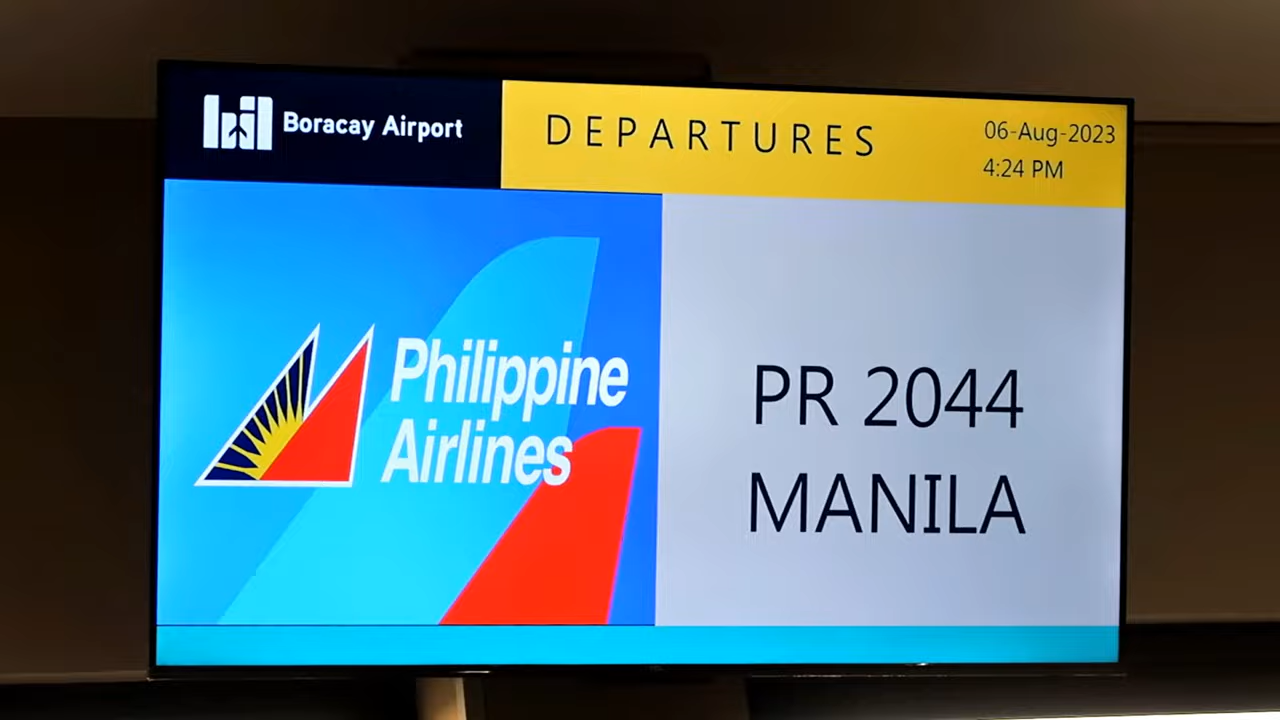 Boracay Airport
DEPARTURES
06-Aug-2023
4:24 PM
Philippine
Airlines
PR 2044
MANILA